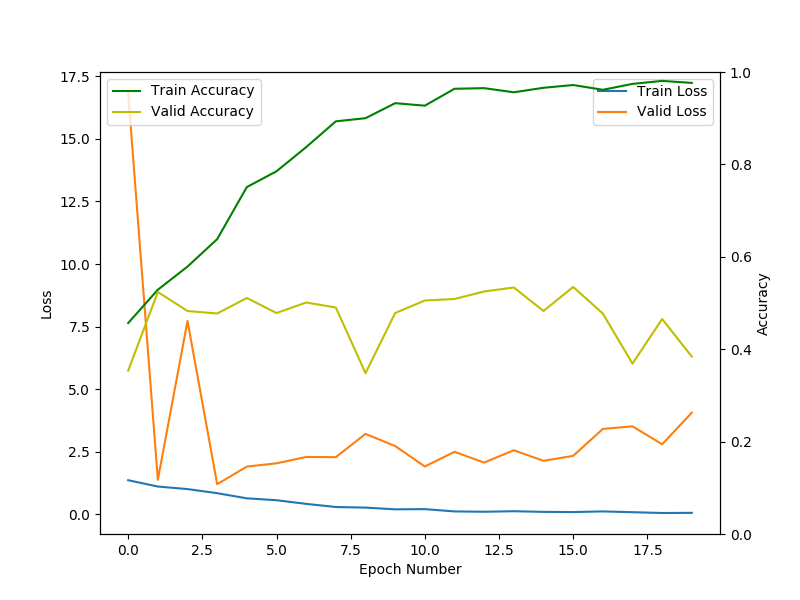 Train Accuracy
Valid Accuracy
Train Loss
Valid Loss
17.5
15.0
12.5
10.0
7.5
5.0
2.5
0.0
Loss
1.0
0.8
0.6
0.4
0.2
0.0
Accuracy
0.0 2.5 5.0 7.5 10.0 12.5 15.0 17.5
Epoch Number